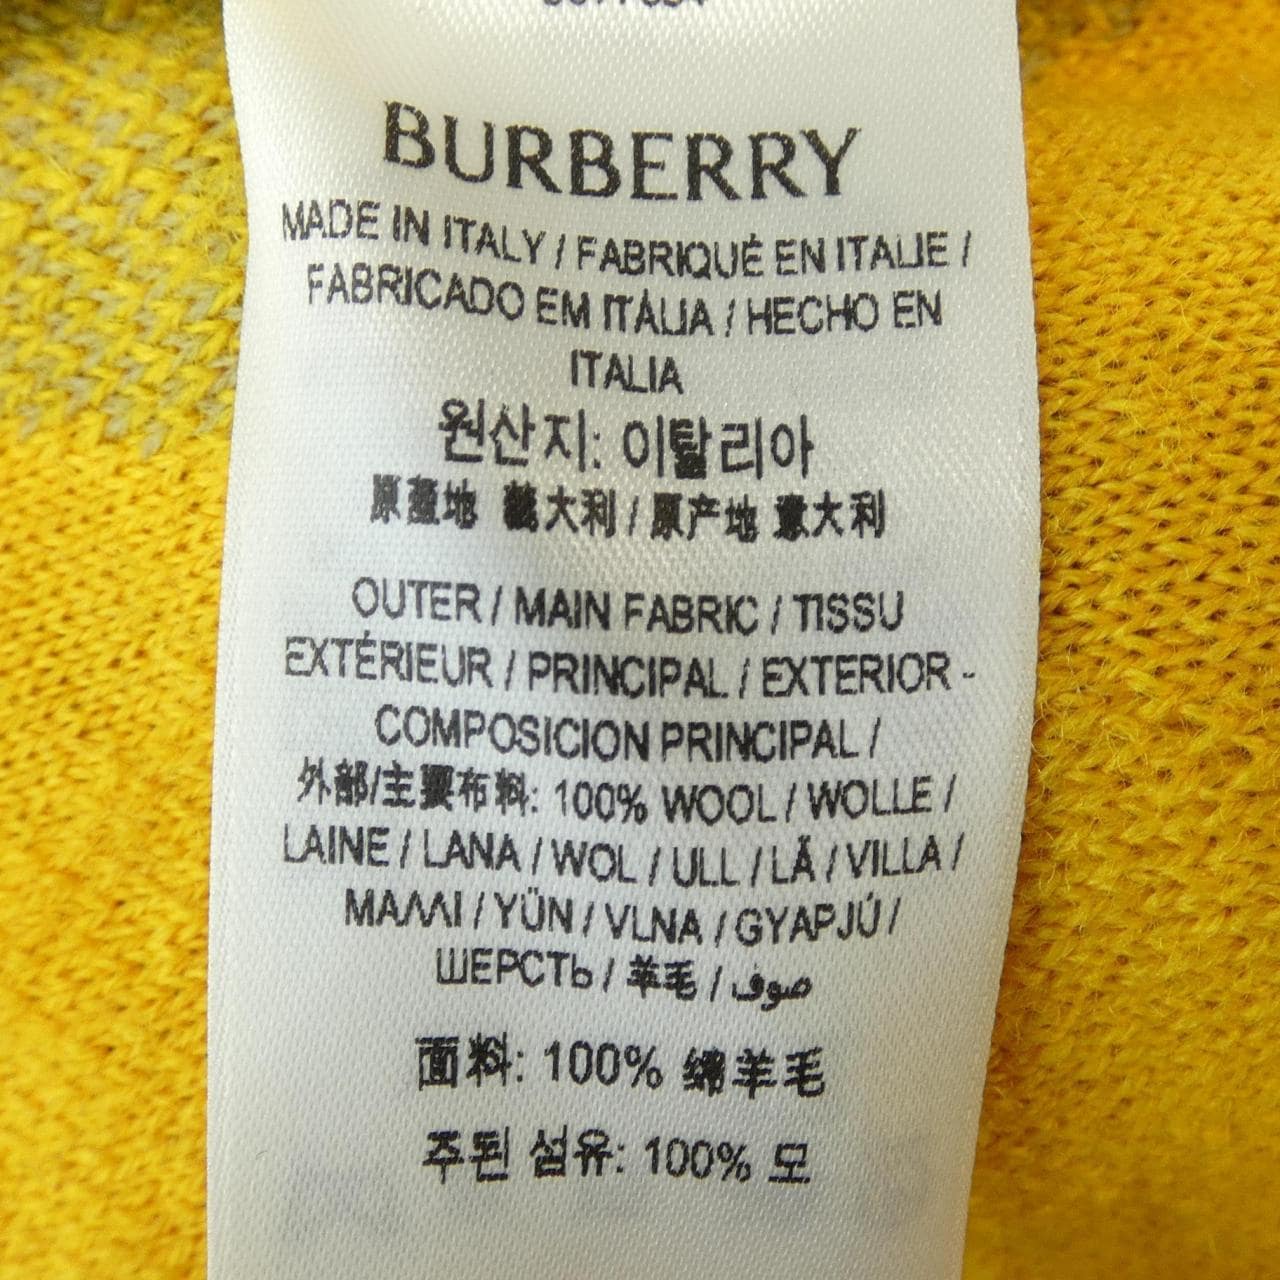 BURBERRY
MADE IN ITALY / FABRIQUÉ EN ITALIE /
FABRICADO EM ITÁLIA / HECHO EN
ITALIA
원산지: 이탈리아
原產地 義大利 / 原产地 意大利
OUTER / MAIN FABRIC / TISSU
EXTÉRIEUR / PRINCIPAL / EXTERIOR -
COMPOSICION PRINCIPAL /
外部/主要布料: 100% WOOL / WOLLE /
LAINE / LANA / WOL / ULL / LÃ / VILLA /
ΜΑΛΛΙ / YÜN / VLNA / GYAPJÚ /
ШЕРСТЬ / 羊毛 / صوف
面料: 100% 绵羊毛
주된 섬유: 100% 모